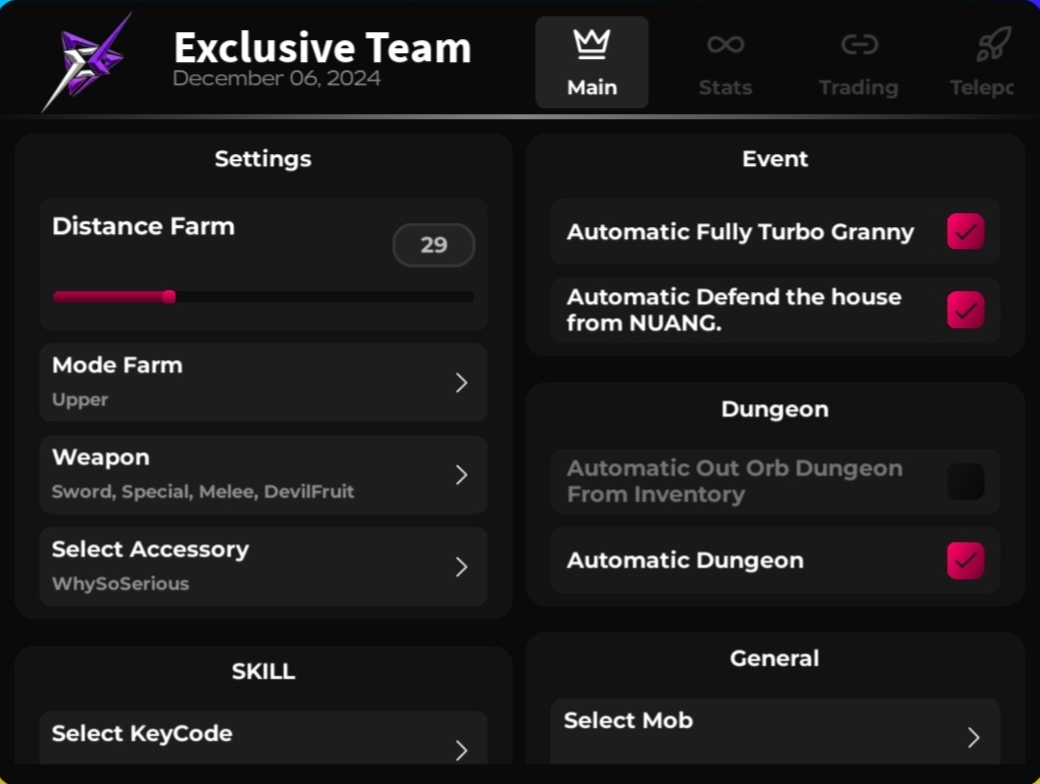 Exclusive Team
December 06, 2024
Main
Stats
Trading
Telepc
Settings
Distance Farm
29
Mode Farm
Upper
Weapon
Sword, Special, Melee, DevilFruit
Select Accessory
WhySoSerious
SKILL
Select KeyCode
Event
Automatic Fully Turbo Granny
Automatic Defend the house
from NUANG.
Dungeon
Automatic Out Orb Dungeon
From Inventory
Automatic Dungeon
General
Select Mob